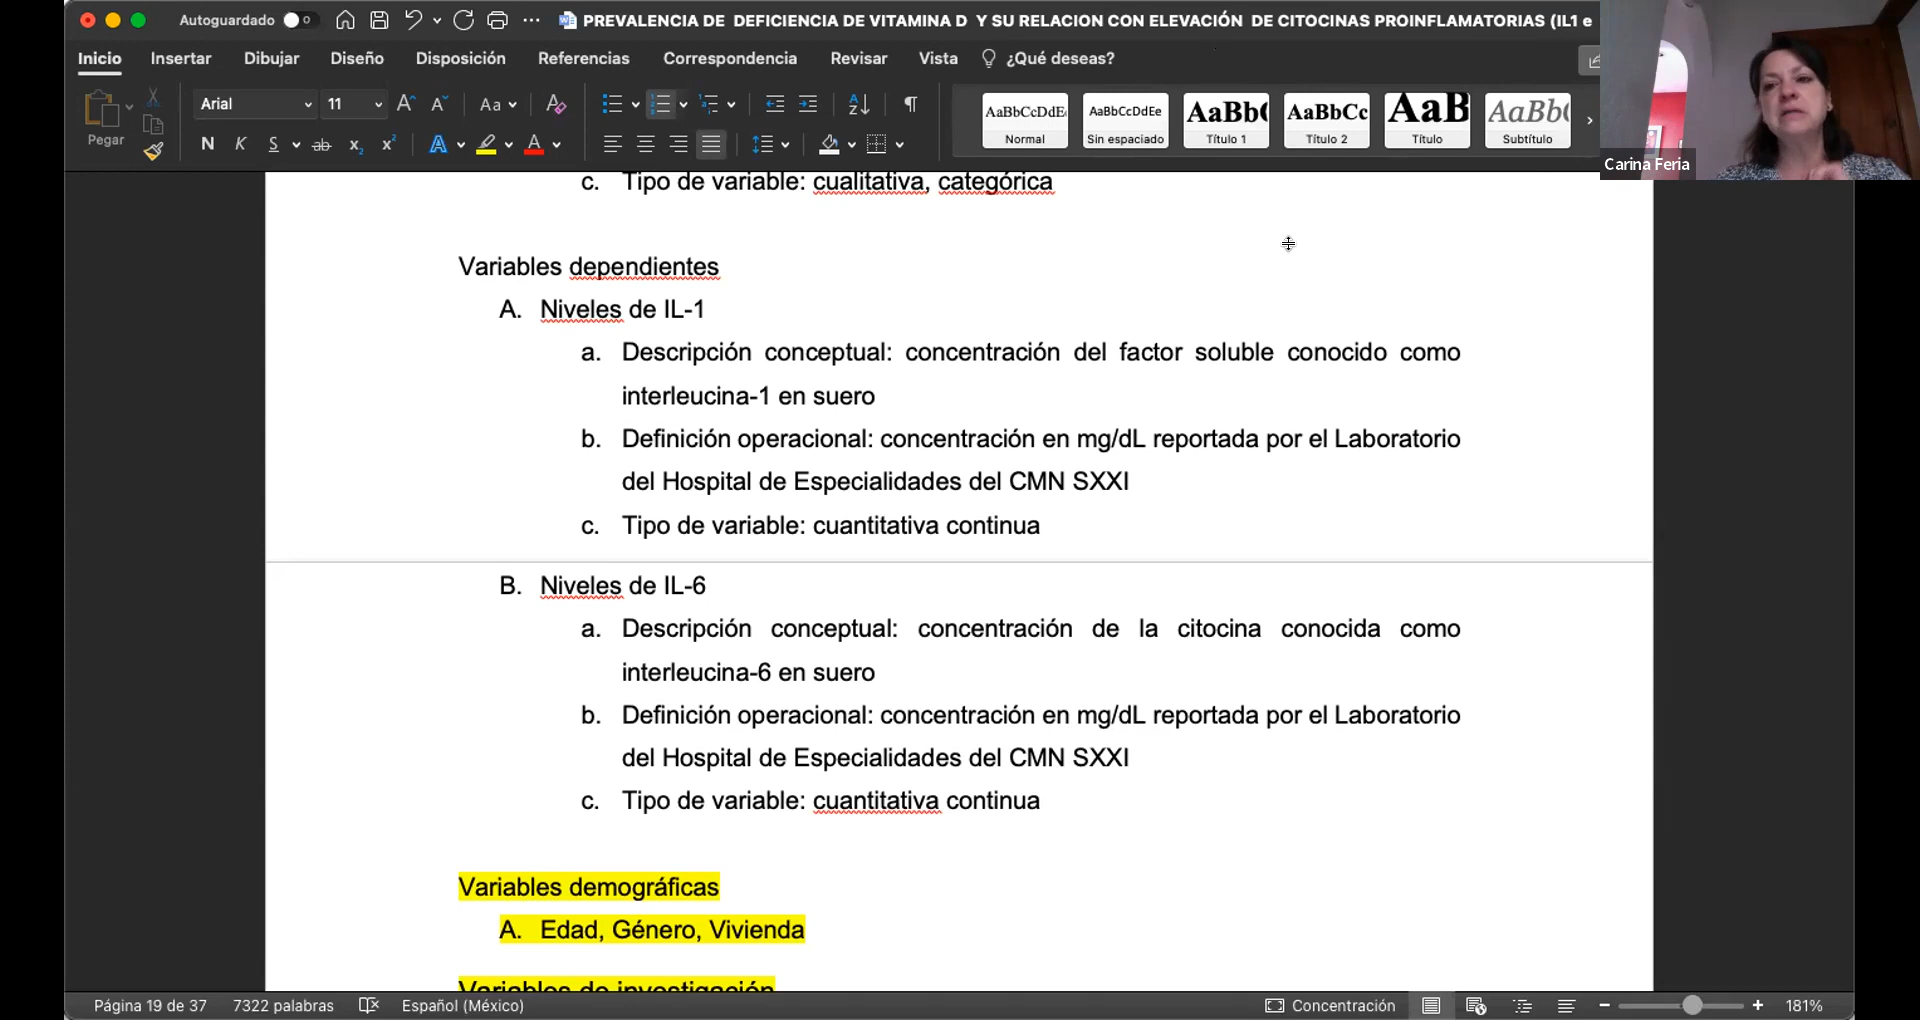 Autoguardado
PREVALENCIA DE DEFICIENCIA DE VITAMINA D Y SU RELACION CON ELEVACIÓN DE CITOCINAS PROINFLAMATORIAS (IL1 e
Inicio Insertar Dibujar Diseño Disposición Referencias Correspondencia Revisar Vista ¿Qué deseas?
Pegar
Arial 11
AaBbCcDdEe Normal
AaBbCcDdEe Sin espaciado
AaBb( Título 1
AaBbCc Título 2
AaB Título
AaBb( Subtítulo
Carina Feria
c. Tipo de variable: cualitativa, categórica
Variables dependientes
A. Niveles de IL-1
a. Descripción conceptual: concentración del factor soluble conocido como
interleucina-1 en suero
b. Definición operacional: concentración en mg/dL reportada por el Laboratorio
del Hospital de Especialidades del CMN SXXI
c. Tipo de variable: cuantitativa continua
B. Niveles de IL-6
a. Descripción conceptual: concentración de la citocina conocida como
interleucina-6 en suero
b. Definición operacional: concentración en mg/dL reportada por el Laboratorio
del Hospital de Especialidades del CMN SXXI
c. Tipo de variable: cuantitativa continua
Variables demográficas
A. Edad, Género, Vivienda
Variables de investigación
Página 19 de 37 7322 palabras Español (México) Concentración 181%